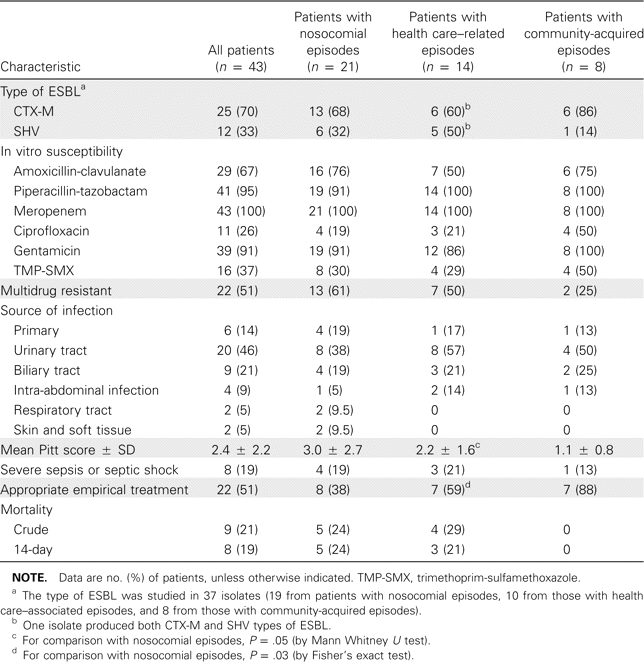 Characteristic All patients (n = 43) Patients with nosocomial episodes (n = 21) Patients with health care–related episodes (n = 14) Patients with community-acquired episodes (n = 8)
Type of ESBLa
CTX-M 25 (70) 13 (68) 6 (60)b 6 (86)
SHV 12 (33) 6 (32) 5 (50)b 1 (14)
In vitro susceptibility
Amoxicillin-clavulanate 29 (67) 16 (76) 7 (50) 6 (75)
Piperacillin-tazobactam 41 (95) 19 (91) 14 (100) 8 (100)
Meropenem 43 (100) 21 (100) 14 (100) 8 (100)
Ciprofloxacin 11 (26) 4 (19) 3 (21) 4 (50)
Gentamicin 39 (91) 19 (91) 12 (86) 8 (100)
TMP-SMX 16 (37) 8 (30) 4 (29) 4 (50)
Multidrug resistant 22 (51) 13 (61) 7 (50) 2 (25)
Source of infection
Primary 6 (14) 4 (19) 1 (17) 1 (13)
Urinary tract 20 (46) 8 (38) 8 (57) 4 (50)
Biliary tract 9 (21) 4 (19) 3 (21) 2 (25)
Intra-abdominal infection 4 (9) 1 (5) 2 (14) 1 (13)
Respiratory tract 2 (5) 2 (9.5) 0 0
Skin and soft tissue 2 (5) 2 (9.5) 0 0
Mean Pitt score ± SD 2.4 ± 2.2 3.0 ± 2.7 2.2 ± 1.6c 1.1 ± 0.8
Severe sepsis or septic shock 8 (19) 4 (19) 3 (21) 1 (13)
Appropriate empirical treatment 22 (51) 8 (38) 7 (59)d 7 (88)
Mortality
Crude 9 (21) 5 (24) 4 (29) 0
14-day 8 (19) 5 (24) 3 (21) 0
NOTE. Data are no. (%) of patients, unless otherwise indicated. TMP-SMX, trimethoprim-sulfamethoxazole.
a The type of ESBL was studied in 37 isolates (19 from patients with nosocomial episodes, 10 from those with health
care–associated episodes, and 8 from those with community-acquired episodes).
b One isolate produced both CTX-M and SHV types of ESBL.
c For comparison with nosocomial episodes, P = .05 (by Mann Whitney U test).
d For comparison with nosocomial episodes, P = .03 (by Fisher's exact test).